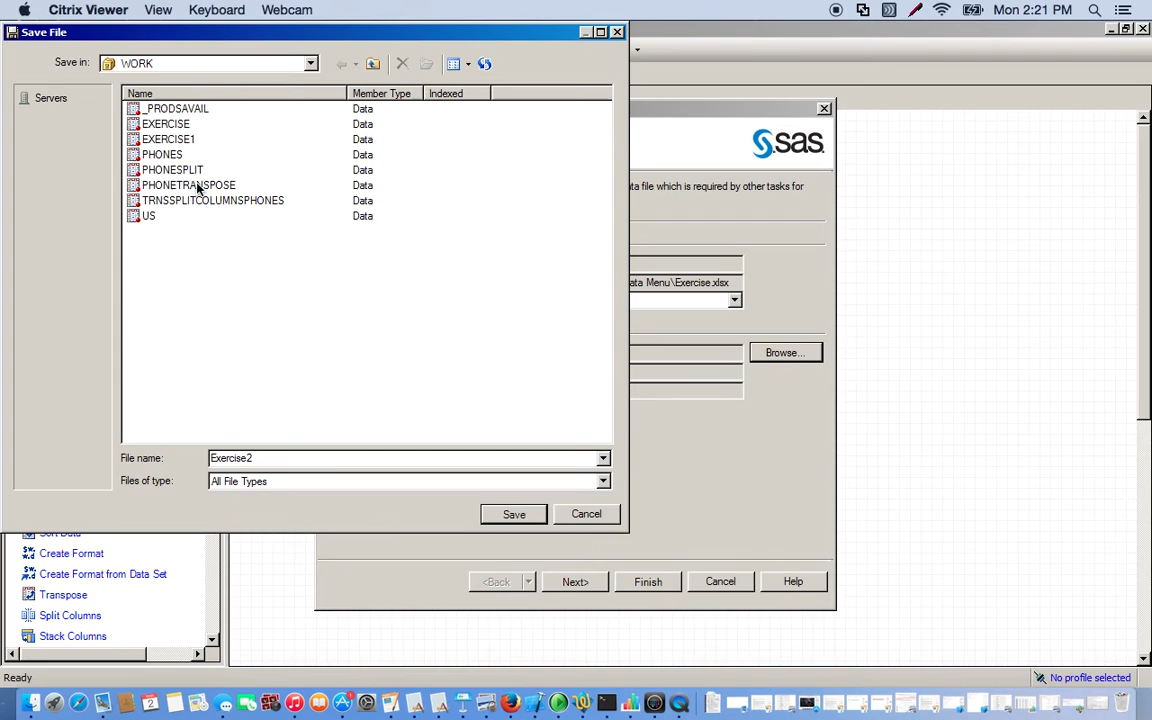 Citrix Viewer View Keyboard Webcam Mon 2:21 PM
Save File
Save in: WORK
Servers
Name Member Type Indexed
_PRODSAVAIL Data
EXERCISE Data
EXERCISE1 Data
PHONES Data
PHONESPLIT Data
PHONETRANSPOSE Data
TRNSSPLITCOLUMNSPHONES Data
US Data
File name: Exercise2
Files of type: All File Types
Save Cancel
sas.
ata file which is required by other tasks for
ata Menu\Exercise.xlsx
Browse...
Sort Data
Create Format
Create Format from Data Set
Transpose
Split Columns
Stack Columns
<Back Next> Finish Cancel Help
Ready No profile selected
2